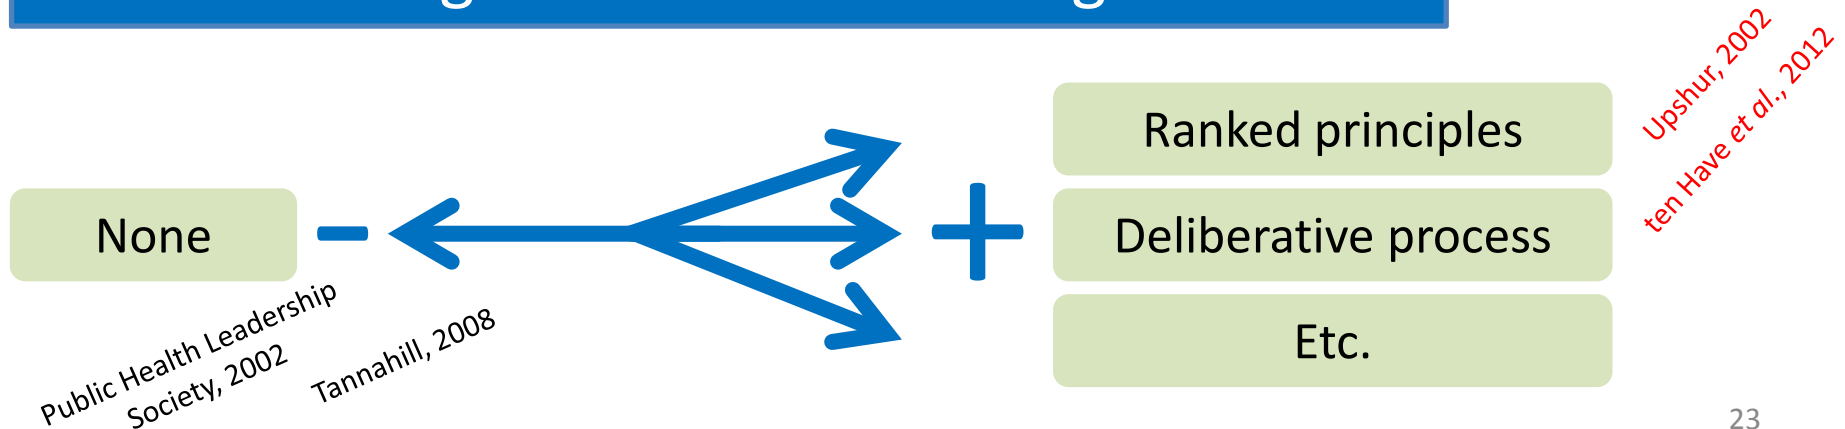 None
-
+
Ranked principles
Deliberative process
Etc.
Upshur, 2002
ten Have et al., 2012
Public Health Leadership
Society, 2002
Tannahill, 2008
23